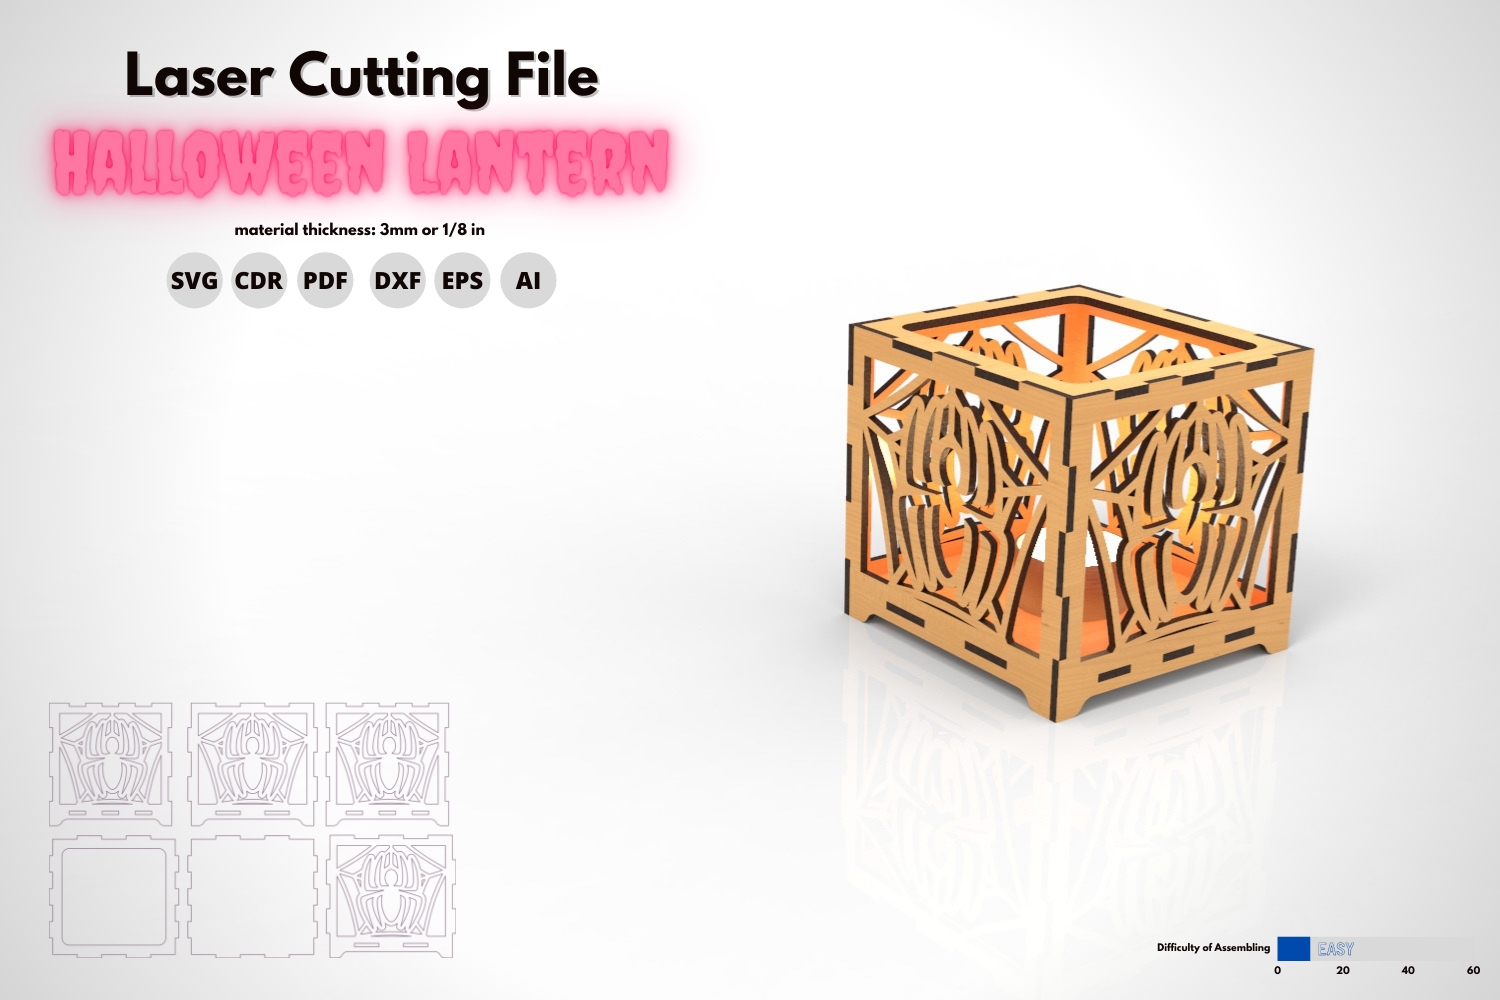 Laser Cutting File
HALLOWEEN LANTERN
material thickness: 3mm or 1/8 in
SVG CDR PDF DXF EPS AI
Difficulty of Assembling EASY
0 20 40 60